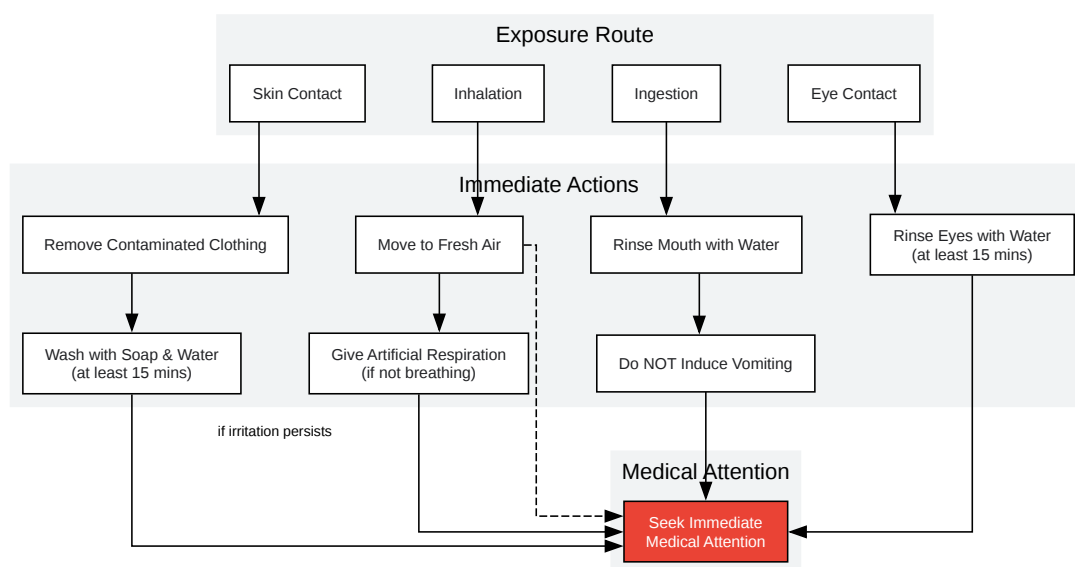 Exposure Route
Skin Contact
Inhalation
Ingestion
Eye Contact
Immediate Actions
Remove Contaminated Clothing
Move to Fresh Air
Rinse Mouth with Water
Rinse Eyes with Water
(at least 15 mins)
Wash with Soap & Water
(at least 15 mins)
Give Artificial Respiration
(if not breathing)
Do NOT Induce Vomiting
if irritation persists
Medical Attention
Seek Immediate
Medical Attention